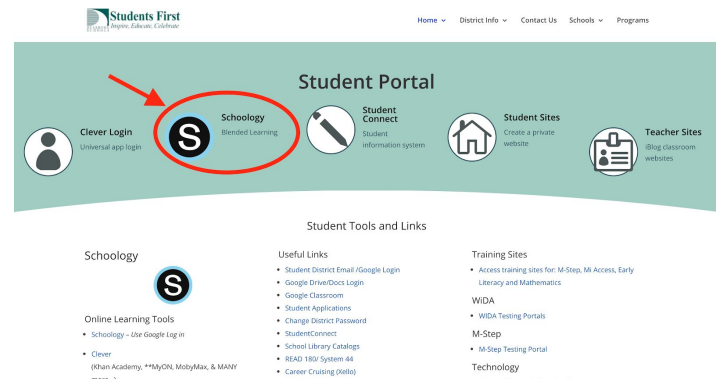 Students First
Inspire, Educate, Celebrate
Home
District Info
Contact Us
Schools
Programs
Student Portal
Clever Login
Universal app login
S
Schoology
Blended Learning
Student
Connect
Student
information system
Student Sites
Create a private
website
Teacher Sites
iBlog classroom
websites
Student Tools and Links
Schoology
S
Online Learning Tools
Schoology – Use Google Log in
Clever
(Khan Academy, **MyON, MobyMax, & MANY
Useful Links
Student District Email /Google Login
Google Drive/Docs Login
Google Classroom
Student Applications
Change District Password
StudentConnect
School Library Catalogs
READ 180/ System 44
Career Cruising (Xello)
Training Sites
Access training sites for: M-Step, Mi Access, Early
Literacy and Mathematics
WiDA
WIDA Testing Portals
M-Step
M-Step Testing Portal
Technology